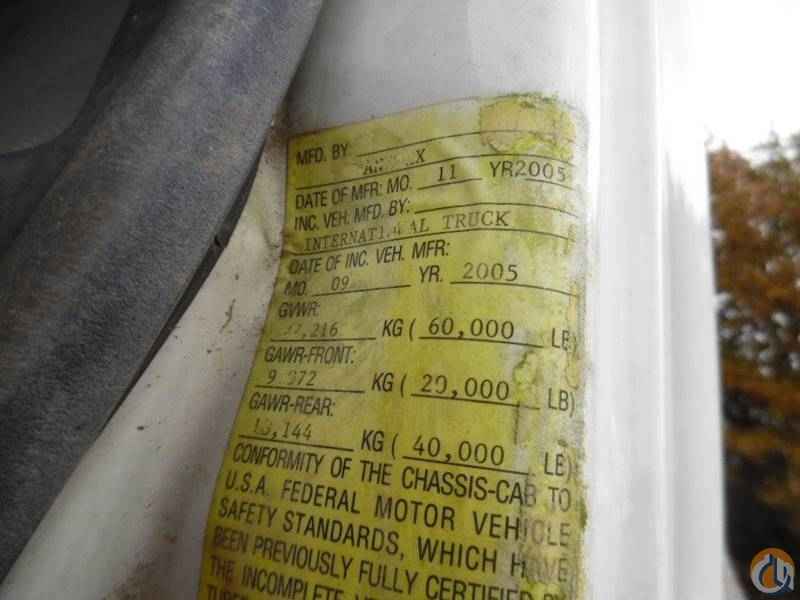 MFD. BY
DATE OF MFR: MO. 11 YR 2005
INC. VEH. MFD. BY:
TRUCK
DATE OF INC. VEH. MFR:
MO. 09 YR. 2005
GVWR:
KG ( 60,000 LB)
GAWR-FRONT:
KG ( 20,000 LB)
GAWR-REAR:
KG ( 40,000 LB)
CONFORMITY OF THE CHASSIS-CAB TO
U.S.A. FEDERAL MOTOR VEHICLE
SAFETY STANDARDS, WHICH HAVE
BEEN PREVIOUSLY FULLY CERTIFIED
THE INCOMPLETE